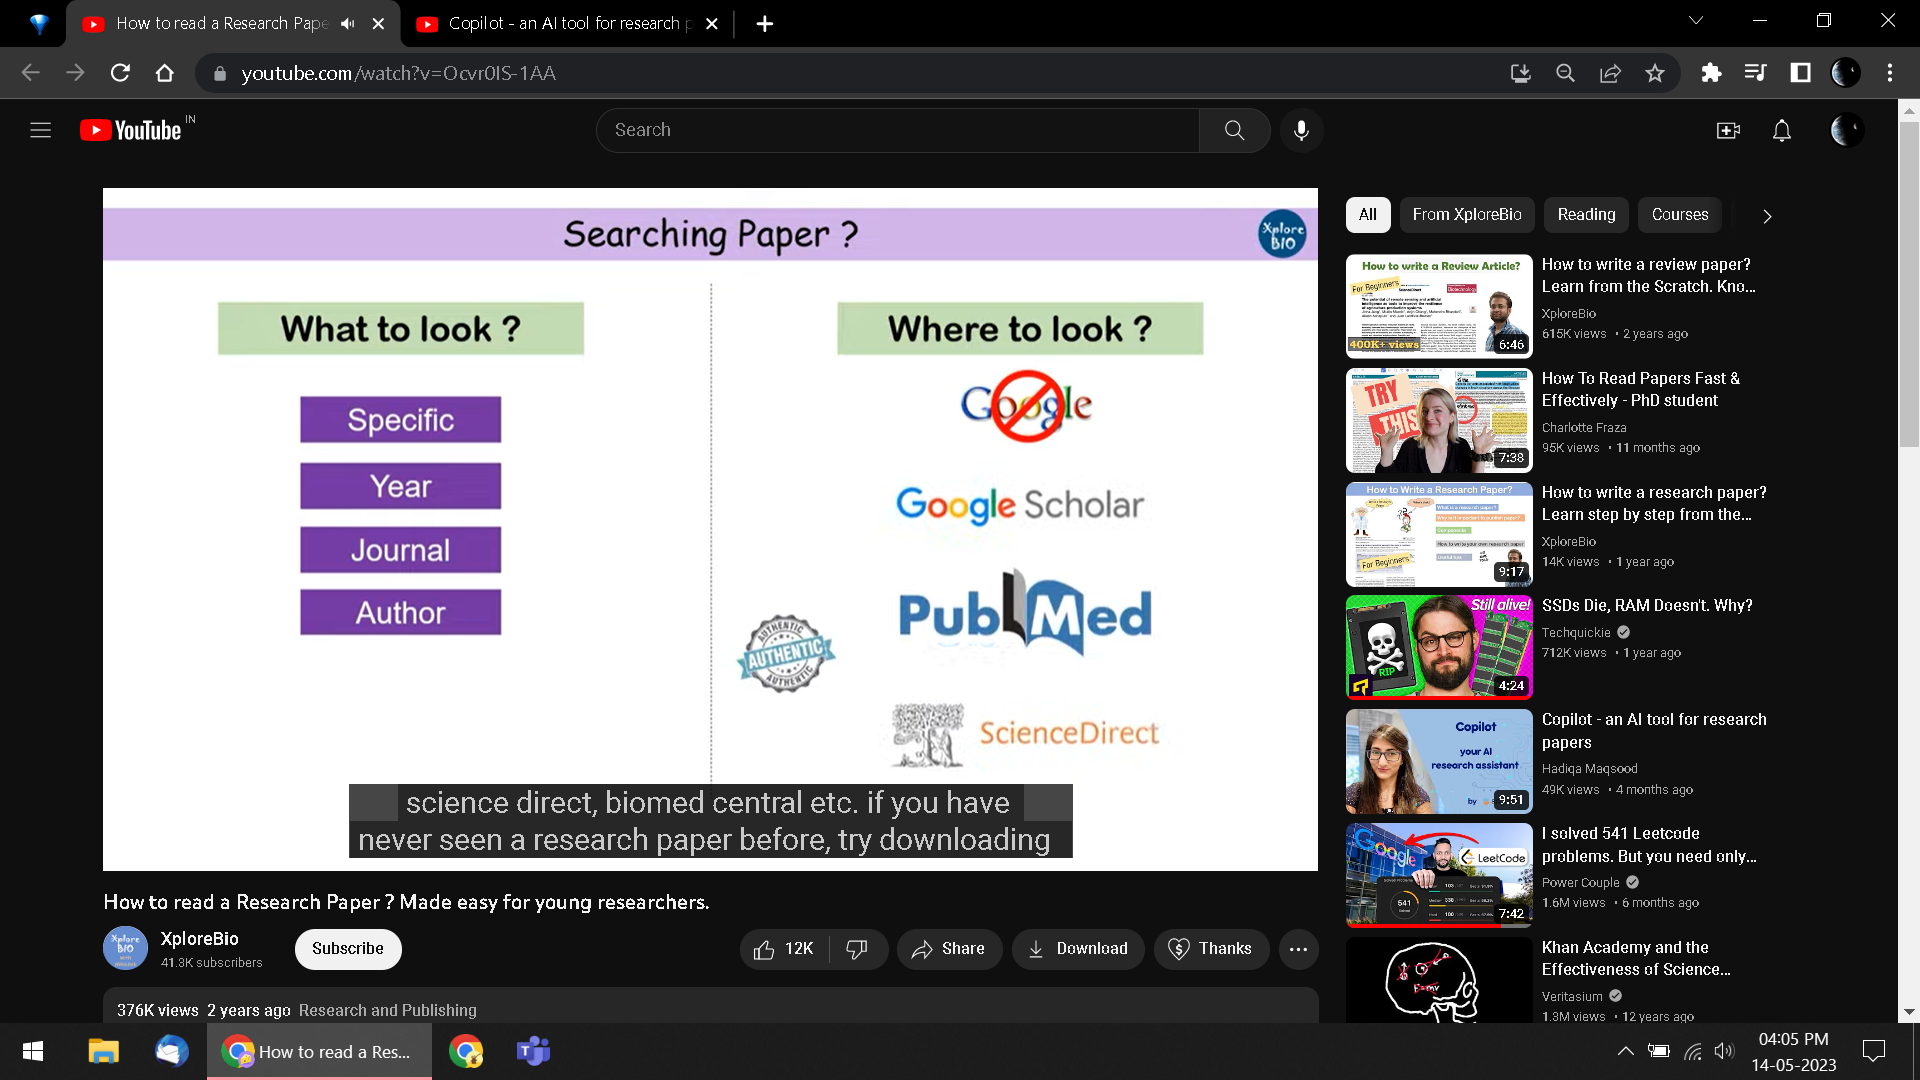 How to read a Research Pape
Copilot - an AI tool for research p
youtube.com/watch?v=Ocvr0IS-1AA
YouTube IN
Search
Searching Paper ?
Xplore BIO
What to look ?
Where to look ?
Specific
Year
Journal
Author
Google
Google Scholar
PubMed
AUTHENTIC
AUTHENTIC
AUTHENTIC
ScienceDirect
science direct, biomed central etc. if you have
never seen a research paper before, try downloading
How to read a Research Paper ? Made easy for young researchers.
XploreBio
41.3K subscribers
Subscribe
12K
Share
Download
Thanks
376K views 2 years ago Research and Publishing
All
From XploreBio
Reading
Courses
How to write a Review Article?
For Beginners
400K+ views
6:46
How to write a review paper?
Learn from the Scratch. Kno...
XploreBio
615K views • 2 years ago
TRY
THIS
7:38
How To Read Papers Fast &
Effectively - PhD student
Charlotte Fraza
95K views • 11 months ago
How to Write a Research Paper?
For Beginners
9:17
How to write a research paper?
Learn step by step from the...
XploreBio
14K views • 1 year ago
Still alive!
RIP
4:24
SSDs Die, RAM Doesn't. Why?
Techquickie
712K views • 1 year ago
Copilot
your AI
research assistant
by
9:51
Copilot - an AI tool for research
papers
Hadiqa Maqsood
49K views • 4 months ago
Google
LeetCode
541
7:42
I solved 541 Leetcode
problems. But you need only...
Power Couple
1.6M views • 6 months ago
Khan Academy and the
Effectiveness of Science...
Veritasium
1.3M views • 12 years ago
How to read a Res...
04:05 PM
14-05-2023